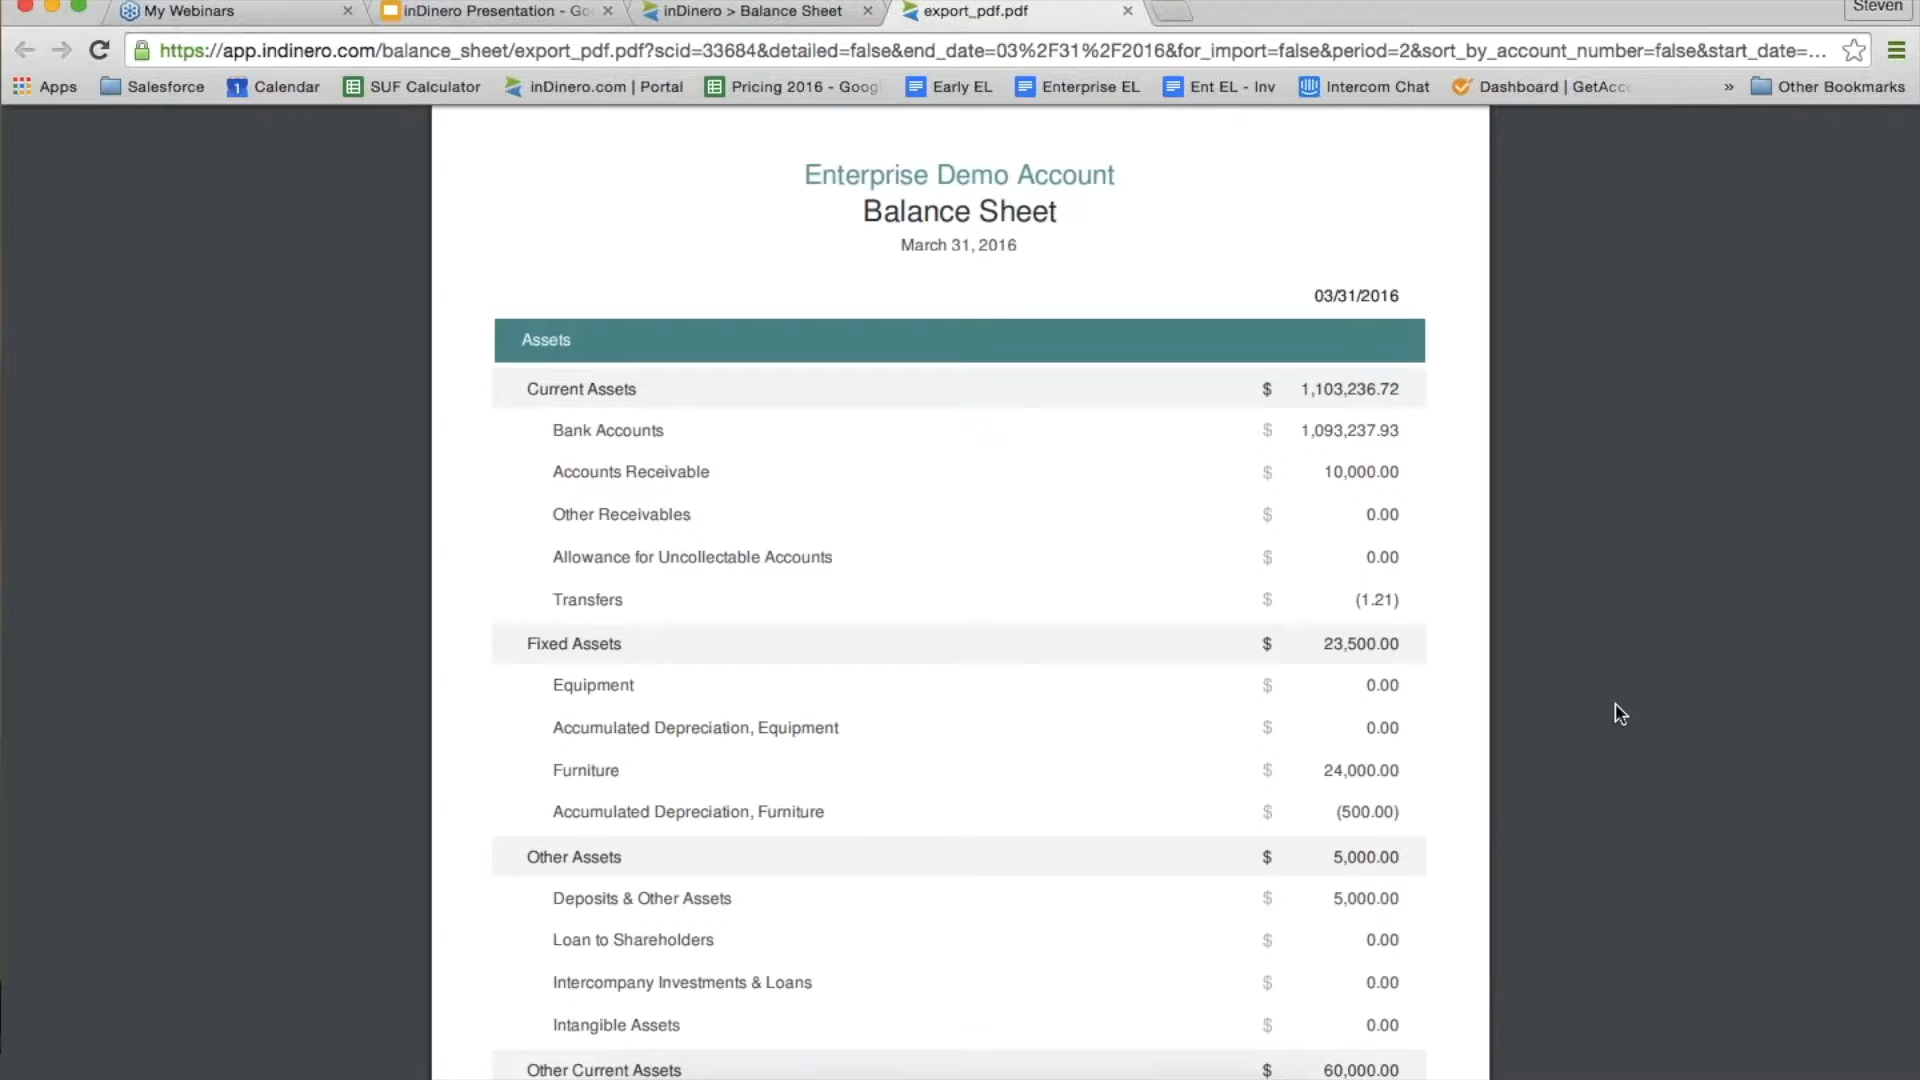 My Webinars
inDinero Presentation - Go
inDinero > Balance Sheet
export_pdf.pdf
Steven
https://app.indinero.com/balance_sheet/export_pdf.pdf?scid=33684&detailed=false&end_date=03%2F31%2F2016&for_import=false&period=2&sort_by_account_number=false&start_date=...
Apps Salesforce 1 Calendar SUF Calculator inDinero.com | Portal Pricing 2016 - Goog Early EL Enterprise EL Ent EL - Inv Intercom Chat Dashboard | GetAcc » Other Bookmarks
Enterprise Demo Account
Balance Sheet
March 31, 2016
03/31/2016
Assets
Current Assets $ 1,103,236.72
Bank Accounts $ 1,093,237.93
Accounts Receivable $ 10,000.00
Other Receivables $ 0.00
Allowance for Uncollectable Accounts $ 0.00
Transfers $ (1.21)
Fixed Assets $ 23,500.00
Equipment $ 0.00
Accumulated Depreciation, Equipment $ 0.00
Furniture $ 24,000.00
Accumulated Depreciation, Furniture $ (500.00)
Other Assets $ 5,000.00
Deposits & Other Assets $ 5,000.00
Loan to Shareholders $ 0.00
Intercompany Investments & Loans $ 0.00
Intangible Assets $ 0.00
Other Current Assets $ 60,000.00